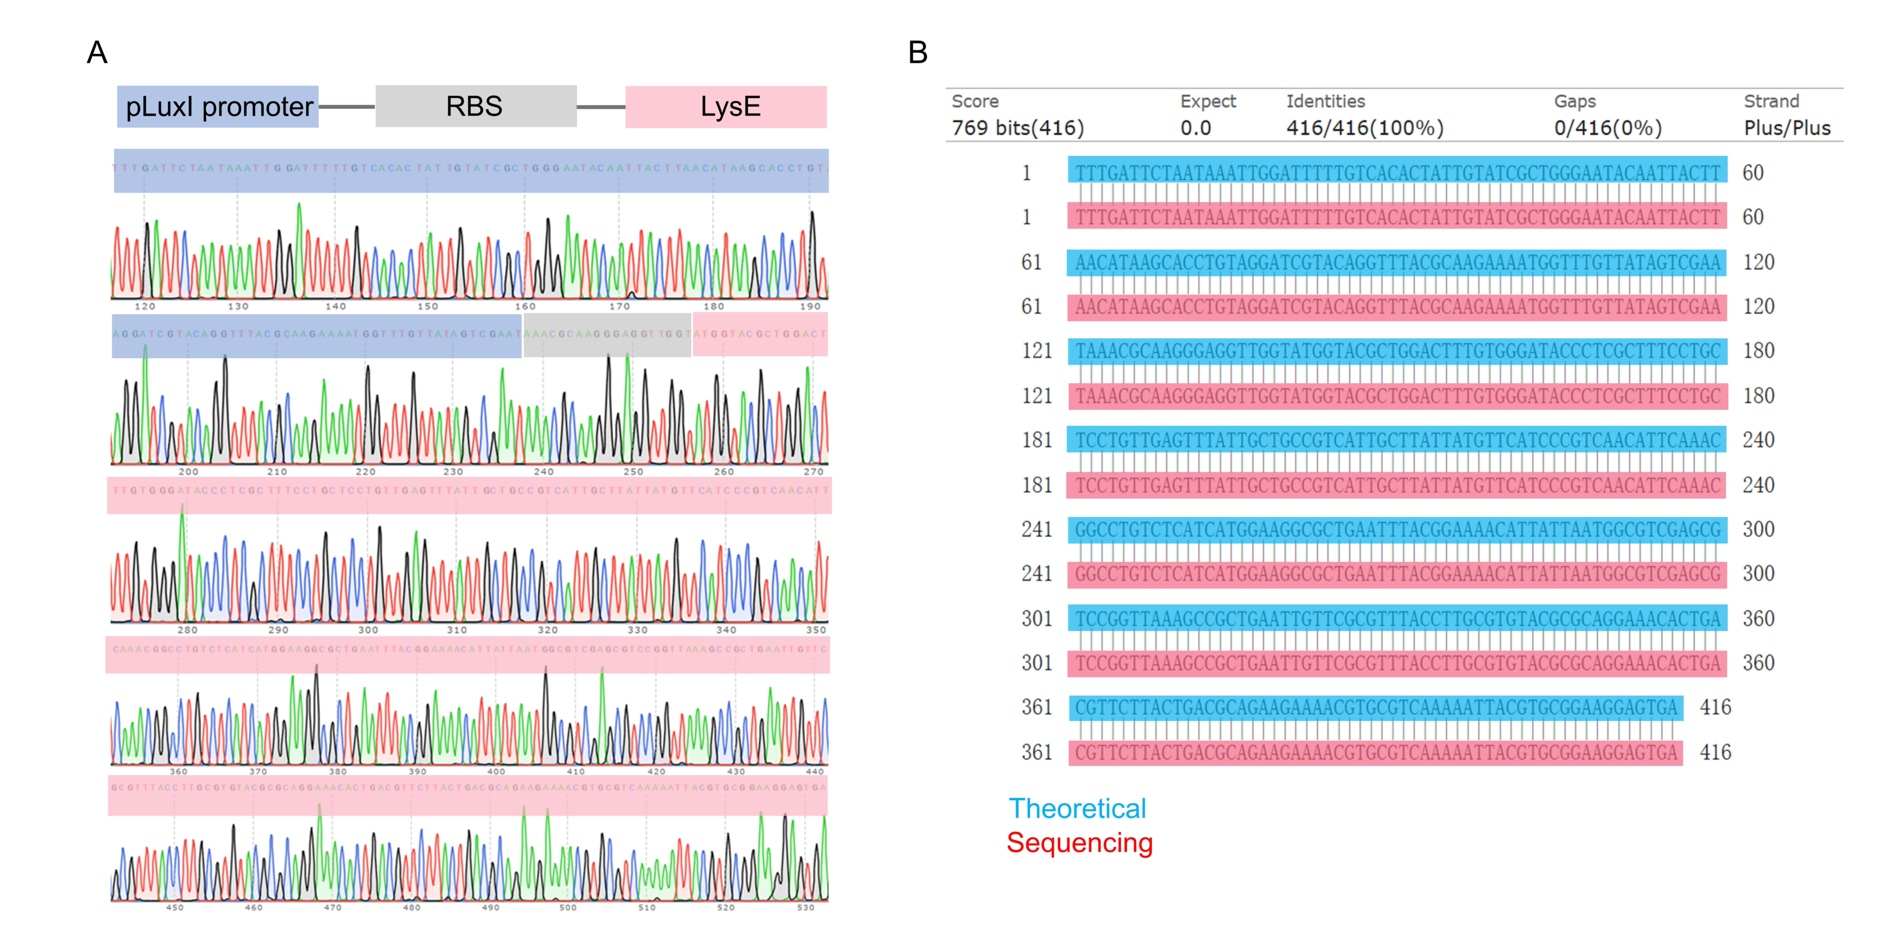 A
pLuxI promoter
RBS
LysE
TTTGATTCTAATAAATTGGATTTTTGTCACACTATTGTATCGCTGGGAATACAATTACTTAACATAAGCACCTGT
120 130 140 150 160 170 180 190
AGGATCGTACAGGTTTACGCAAGAAAATGGTTTGTTATAGTCGAATAAACGCAAGGGAGGTTGGTATGGTACGCTGGACT
200 210 220 230 240 250 260 270
TTGTGGGATACCCTCGCTTTCCTGCTCCTGTTGAGTTTATTGCTGCCGTCATTGCTTATTATGTTCATCCCGTCAACATT
280 290 300 310 320 330 340 350
CAAACGGCCTGTCTCATCATGGAAGGCGCTGAATTTACGGAAAACATTATTAATGGCGTCGAGCGTCCGGTTAAAGCCGCTGAATTGTTC
360 370 380 390 400 410 420 430 440
GCGTTTACCTTGCGTGTACGCGCAGGAAACACTGACGTTCTTACTGACGCAGAAGAAAACGTGCGTCAAAAATTACGTGCGGAAGGAGTGA
450 460 470 480 490 500 510 520 530
B
Score Expect Identities Gaps Strand
769 bits(416) 0.0 416/416(100%) 0/416(0%) Plus/Plus
1 TTTGATTCTAATAAATTGGATTTTTGTCACACTATTGTATCGCTGGGAATACAATTACTT 60
1 TTTGATTCTAATAAATTGGATTTTTGTCACACTATTGTATCGCTGGGAATACAATTACTT 60
61 AACATAAGCACCTGTAGGATCGTACAGGTTTACGCAAGAAAATGGTTTGTTATAGTCGAA 120
61 AACATAAGCACCTGTAGGATCGTACAGGTTTACGCAAGAAAATGGTTTGTTATAGTCGAA 120
121 TAAACGCAAGGGAGGTTGGTATGGTACGCTGGACTTTGTGGGATACCCTCGCTTTCCTGC 180
121 TAAACGCAAGGGAGGTTGGTATGGTACGCTGGACTTTGTGGGATACCCTCGCTTTCCTGC 180
181 TCCTGTTGAGTTTATTGCTGCCGTCATTGCTTATTATGTTCATCCCGTCAACATTCAAAC 240
181 TCCTGTTGAGTTTATTGCTGCCGTCATTGCTTATTATGTTCATCCCGTCAACATTCAAAC 240
241 GGCCTGTCTCATCATGGAAGGCGCTGAATTTACGGAAAACATTATTAATGGCGTCGAGCG 300
241 GGCCTGTCTCATCATGGAAGGCGCTGAATTTACGGAAAACATTATTAATGGCGTCGAGCG 300
301 TCCGGTTAAAGCCGCTGAATTGTTCGCGTTTACCTTGCGTGTACGCGCAGGAAACACTGA 360
301 TCCGGTTAAAGCCGCTGAATTGTTCGCGTTTACCTTGCGTGTACGCGCAGGAAACACTGA 360
361 CGTTCTTACTGACGCAGAAGAAAACGTGCGTCAAAAATTACGTGCGGAAGGAGTGA 416
361 CGTTCTTACTGACGCAGAAGAAAACGTGCGTCAAAAATTACGTGCGGAAGGAGTGA 416
Theoretical
Sequencing